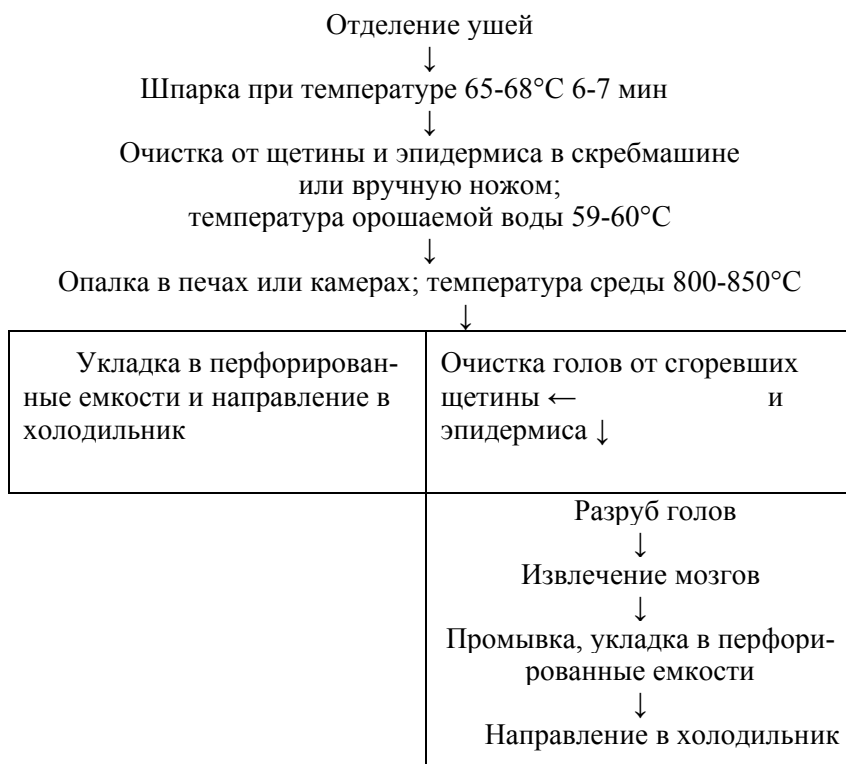 Отделение ушей
↓
Шпарка при температуре 65-68°С 6-7 мин
↓
Очистка от щетины и эпидермиса в скребмашине
или вручную ножом;
температура орошаемой воды 59-60°С
↓
Опалка в печах или камерах; температура среды 800-850°С
↓
Укладка в перфорирован-
ные емкости и направление в
холодильник
Очистка голов от сгоревших
щетины ← и
эпидермиса ↓
Разруб голов
↓
Извлечение мозгов
↓
Промывка, укладка в перфори-
рованные емкости
↓
Направление в холодильник